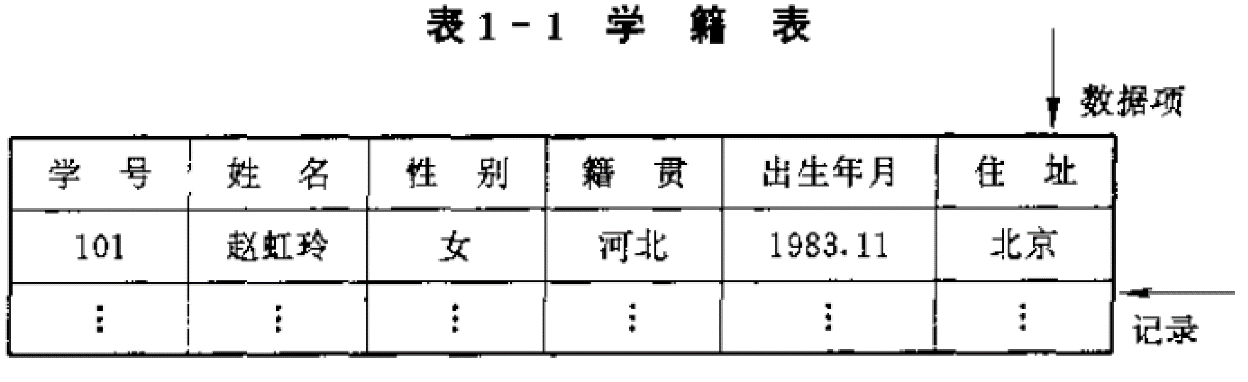 表1-1 学 籍 表
数据项
学 号 姓 名 性 别 籍 贯 出生年月 住 址
101 赵虹玲 女 河北 1983.11 北京
⋮ ⋮ ⋮ ⋮ ⋮ ⋮
记录